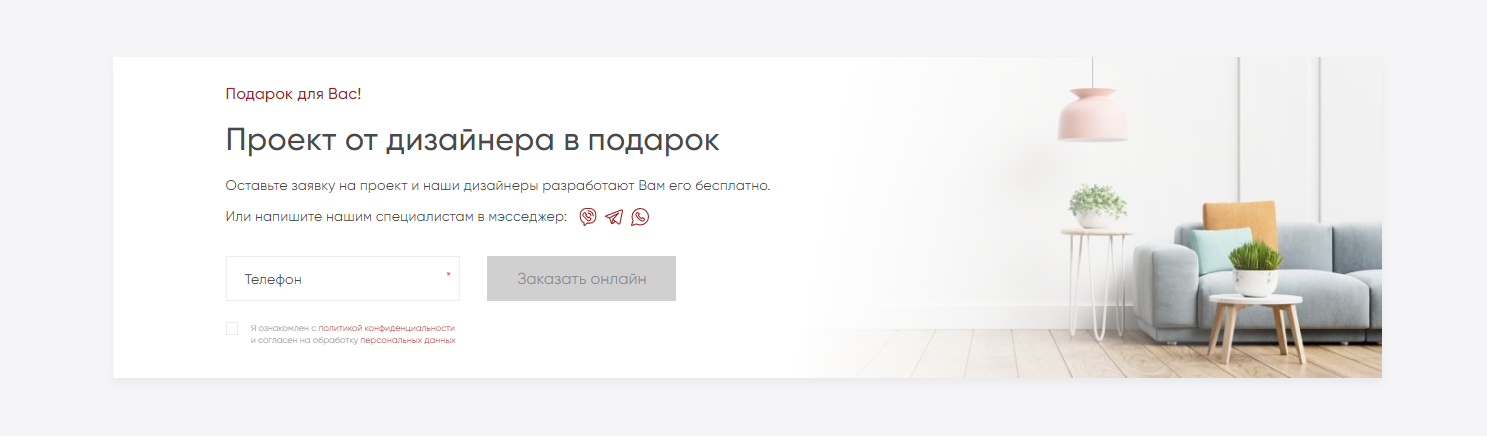 Подарок для Вас!
Проект от дизайнера в подарок
Оставьте заявку на проект и наши дизайнеры разработают Вам его бесплатно.
Или напишите нашим специалистам в мэсседжер:
Телефон *
Заказать онлайн
Я ознакомлен с политикой конфиденциальности
и согласен на обработку персональных данных